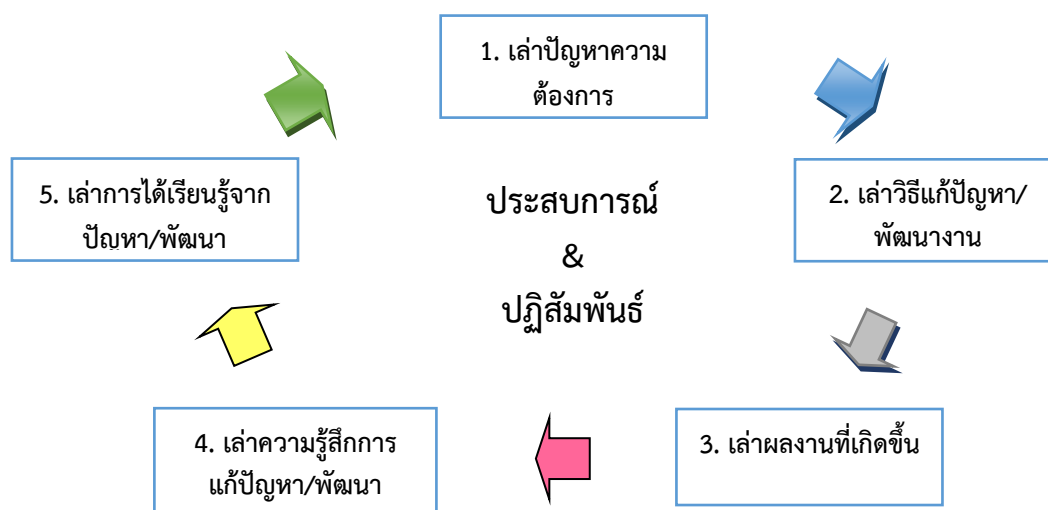 1. เล่าปัญหาความ
ต้องการ
2. เล่าวิธีแก้ปัญหา/
พัฒนางาน
3. เล่าผลงานที่เกิดขึ้น
4. เล่าความรู้สึกการ
แก้ปัญหา/พัฒนา
5. เล่าการได้เรียนรู้จาก
ปัญหา/พัฒนา
ประสบการณ์
&
ปฏิสัมพันธ์